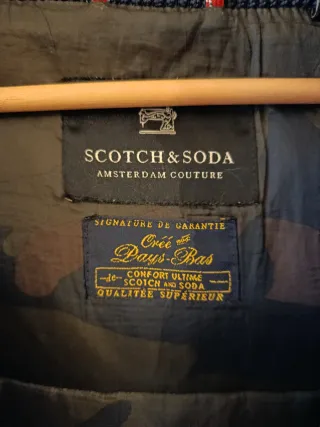 SCOTCH & SODA
AMSTERDAM COUTURE
SIGNATURE DE GARANTIE
Créé aux
Pays-Bas
CONFORT ULTIME
SCOTCH AND SODA
QUALITÉE SUPÉRIEUR